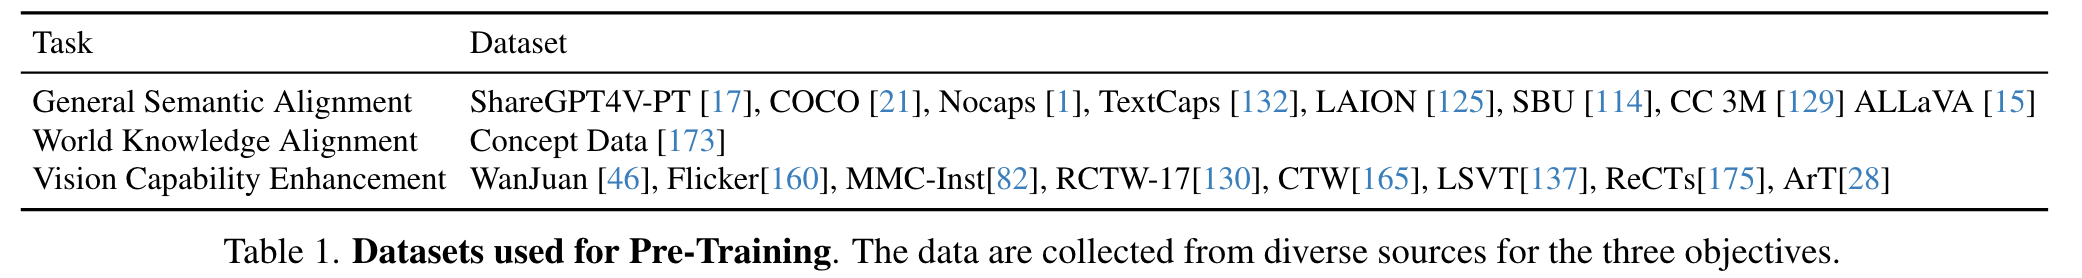 Task Dataset
General Semantic Alignment ShareGPT4V-PT [17], COCO [21], Nocaps [1], TextCaps [132], LAION [125], SBU [114], CC 3M [129] ALLaVA [15]
World Knowledge Alignment Concept Data [173]
Vision Capability Enhancement WanJuan [46], Flicker[160], MMC-Inst[82], RCTW-17[130], CTW[165], LSVT[137], ReCTs[175], ArT[28]
Table 1. Datasets used for Pre-Training. The data are collected from diverse sources for the three objectives.